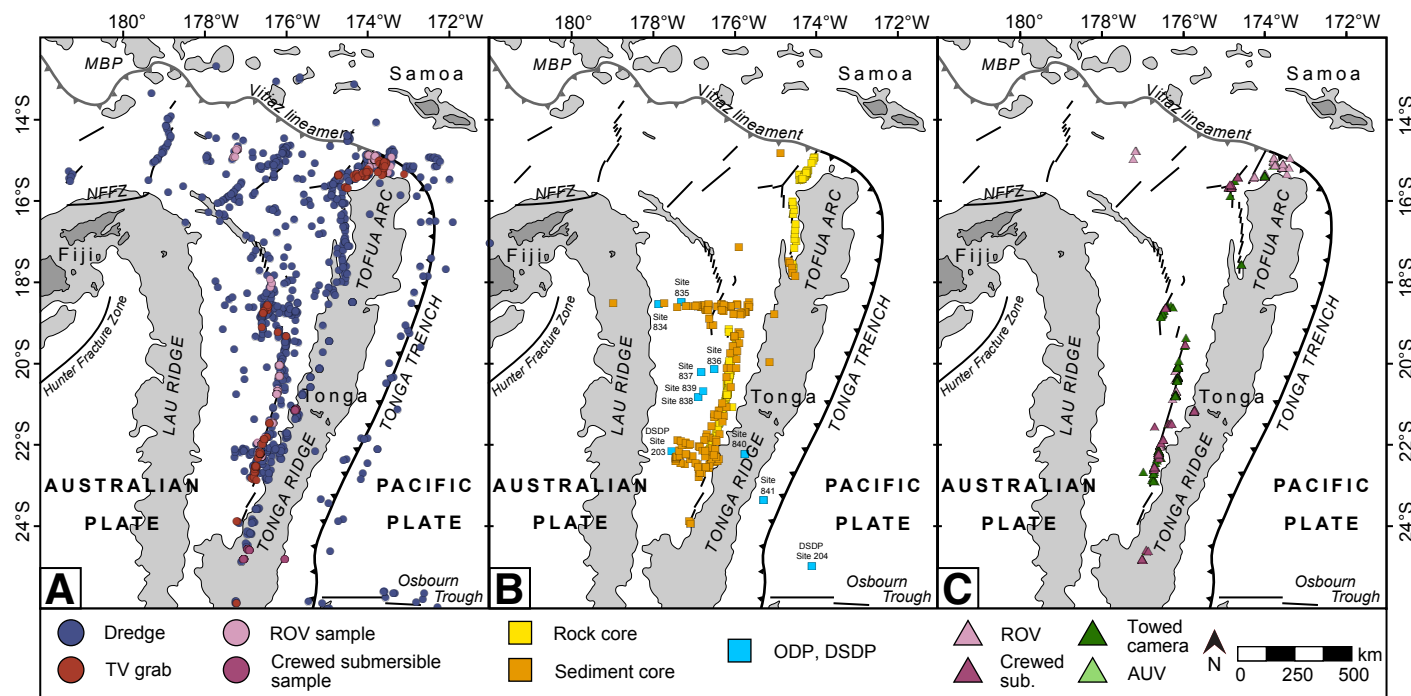 180° 178° 176° 174° 172°
180° 178° 176° 174° 172°
180° 178° 176° 174° 172°
14°S
16°S
18°S
20°S
22°S
24°S
MBP
Samoa
Vitiaz lineament
NFFZ
Fiji
Hunter Fracture Zone
LAU RIDGE
TOFUA ARC
TONGA TRENCH
Tonga
TONGA RIDGE
AUSTRALIAN
PLATE
PACIFIC
PLATE
Osbourn
Trough
A
MBP
Samoa
Vitiaz lineament
NFFZ
Fiji
Hunter Fracture Zone
LAU RIDGE
TOFUA ARC
TONGA TRENCH
Site
835
Site
834
Site
836
Site
837
Site 839
Site 838
DSDP
Site
203
Site
840
Site
841
DSDP
Site 204
Tonga
TONGA RIDGE
AUSTRALIAN
PLATE
PACIFIC
PLATE
Osbourn
Trough
B
MBP
Samoa
Vitiaz lineament
NFFZ
Fiji
Hunter Fracture Zone
LAU RIDGE
TOFUA ARC
TONGA TRENCH
Tonga
TONGA RIDGE
AUSTRALIAN
PLATE
PACIFIC
PLATE
Osbourn
Trough
C
14°S
16°S
18°S
20°S
22°S
24°S
Dredge
TV grab
ROV sample
Crewed submersible
sample
Rock core
Sediment core
ODP, DSDP
ROV
Crewed
sub.
Towed
camera
AUV
N
km
0 250 500